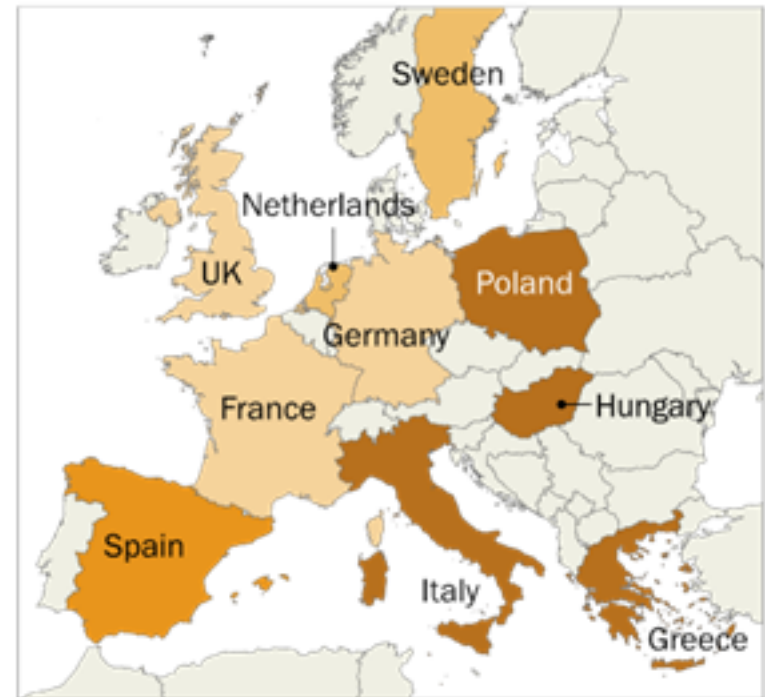 Sweden
Netherlands
UK
Poland
Germany
France
Hungary
Spain
Italy
Greece